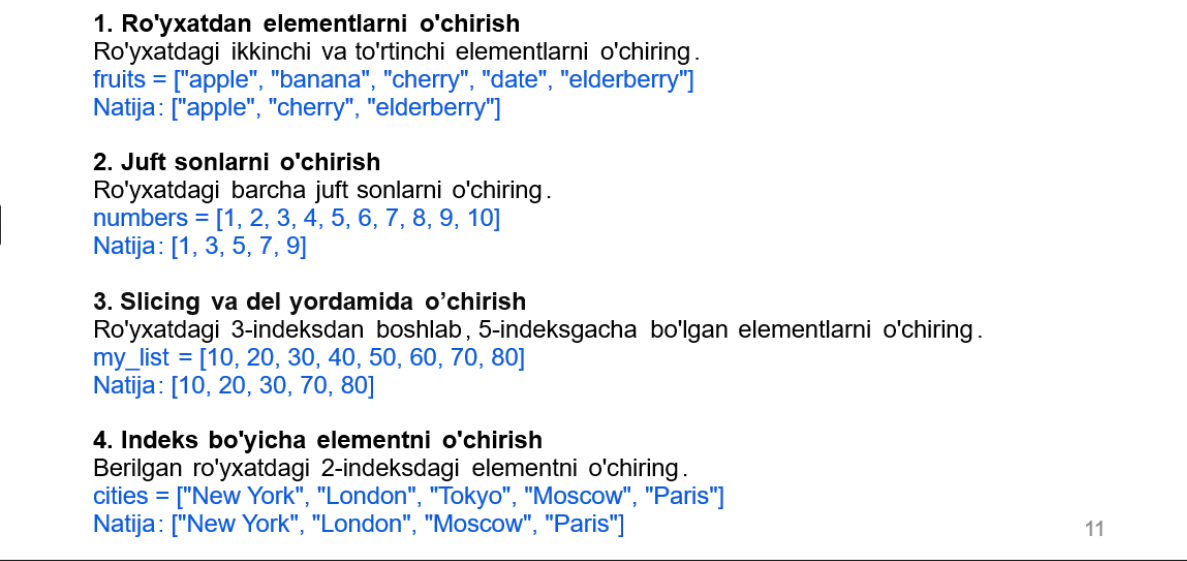 1. Ro'yxatdan elementlarni o'chirish
Ro'yxatdagi ikkinchi va to'rtinchi elementlarni o'chiring.
fruits = ["apple", "banana", "cherry", "date", "elderberry"]
Natija: ["apple", "cherry", "elderberry"]
2. Juft sonlarni o'chirish
Ro'yxatdagi barcha juft sonlarni o'chiring.
numbers = [1, 2, 3, 4, 5, 6, 7, 8, 9, 10]
Natija: [1, 3, 5, 7, 9]
3. Slicing va del yordamida o’chirish
Ro'yxatdagi 3-indeksdan boshlab, 5-indeksgacha bo'lgan elementlarni o'chiring.
my_list = [10, 20, 30, 40, 50, 60, 70, 80]
Natija: [10, 20, 30, 70, 80]
4. Indeks bo'yicha elementni o'chirish
Berilgan ro'yxatdagi 2-indeksdagi elementni o'chiring.
cities = ["New York", "London", "Tokyo", "Moscow", "Paris"]
Natija: ["New York", "London", "Moscow", "Paris"]
11